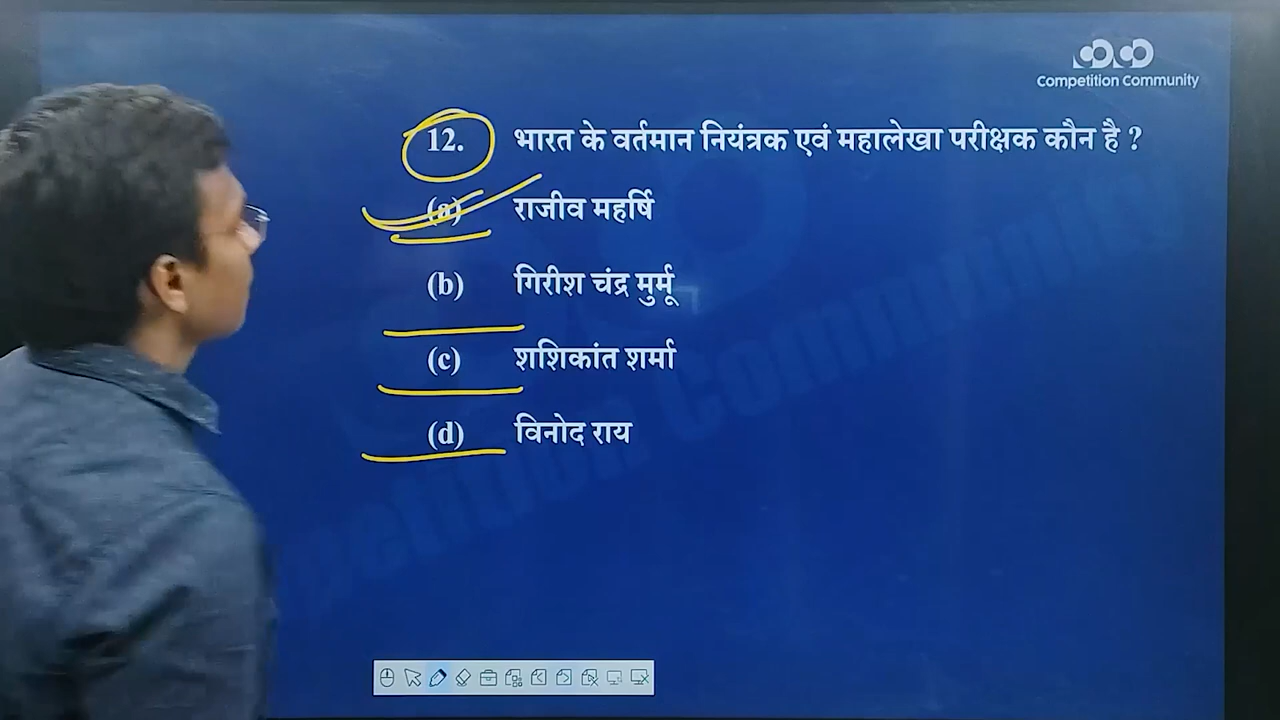 Competition Community
12. भारत के वर्तमान नियंत्रक एवं महालेखा परीक्षक कौन है ?
(a) राजीव महर्षि
(b) गिरीश चंद्र मुर्मू
(c) शशिकांत शर्मा
(d) विनोद राय